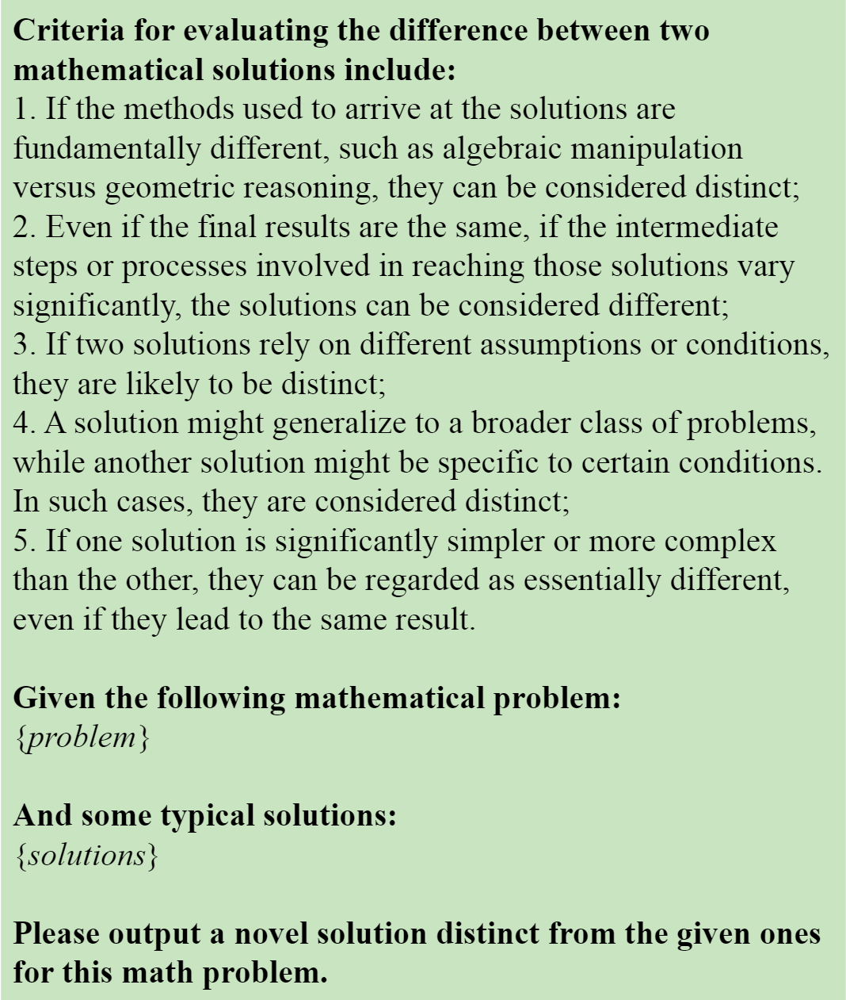 Criteria for evaluating the difference between two
mathematical solutions include:
1. If the methods used to arrive at the solutions are
fundamentally different, such as algebraic manipulation
versus geometric reasoning, they can be considered distinct;
2. Even if the final results are the same, if the intermediate
steps or processes involved in reaching those solutions vary
significantly, the solutions can be considered different;
3. If two solutions rely on different assumptions or conditions,
they are likely to be distinct;
4. A solution might generalize to a broader class of problems,
while another solution might be specific to certain conditions.
In such cases, they are considered distinct;
5. If one solution is significantly simpler or more complex
than the other, they can be regarded as essentially different,
even if they lead to the same result.
Given the following mathematical problem:
{problem}
And some typical solutions:
{solutions}
Please output a novel solution distinct from the given ones
for this math problem.